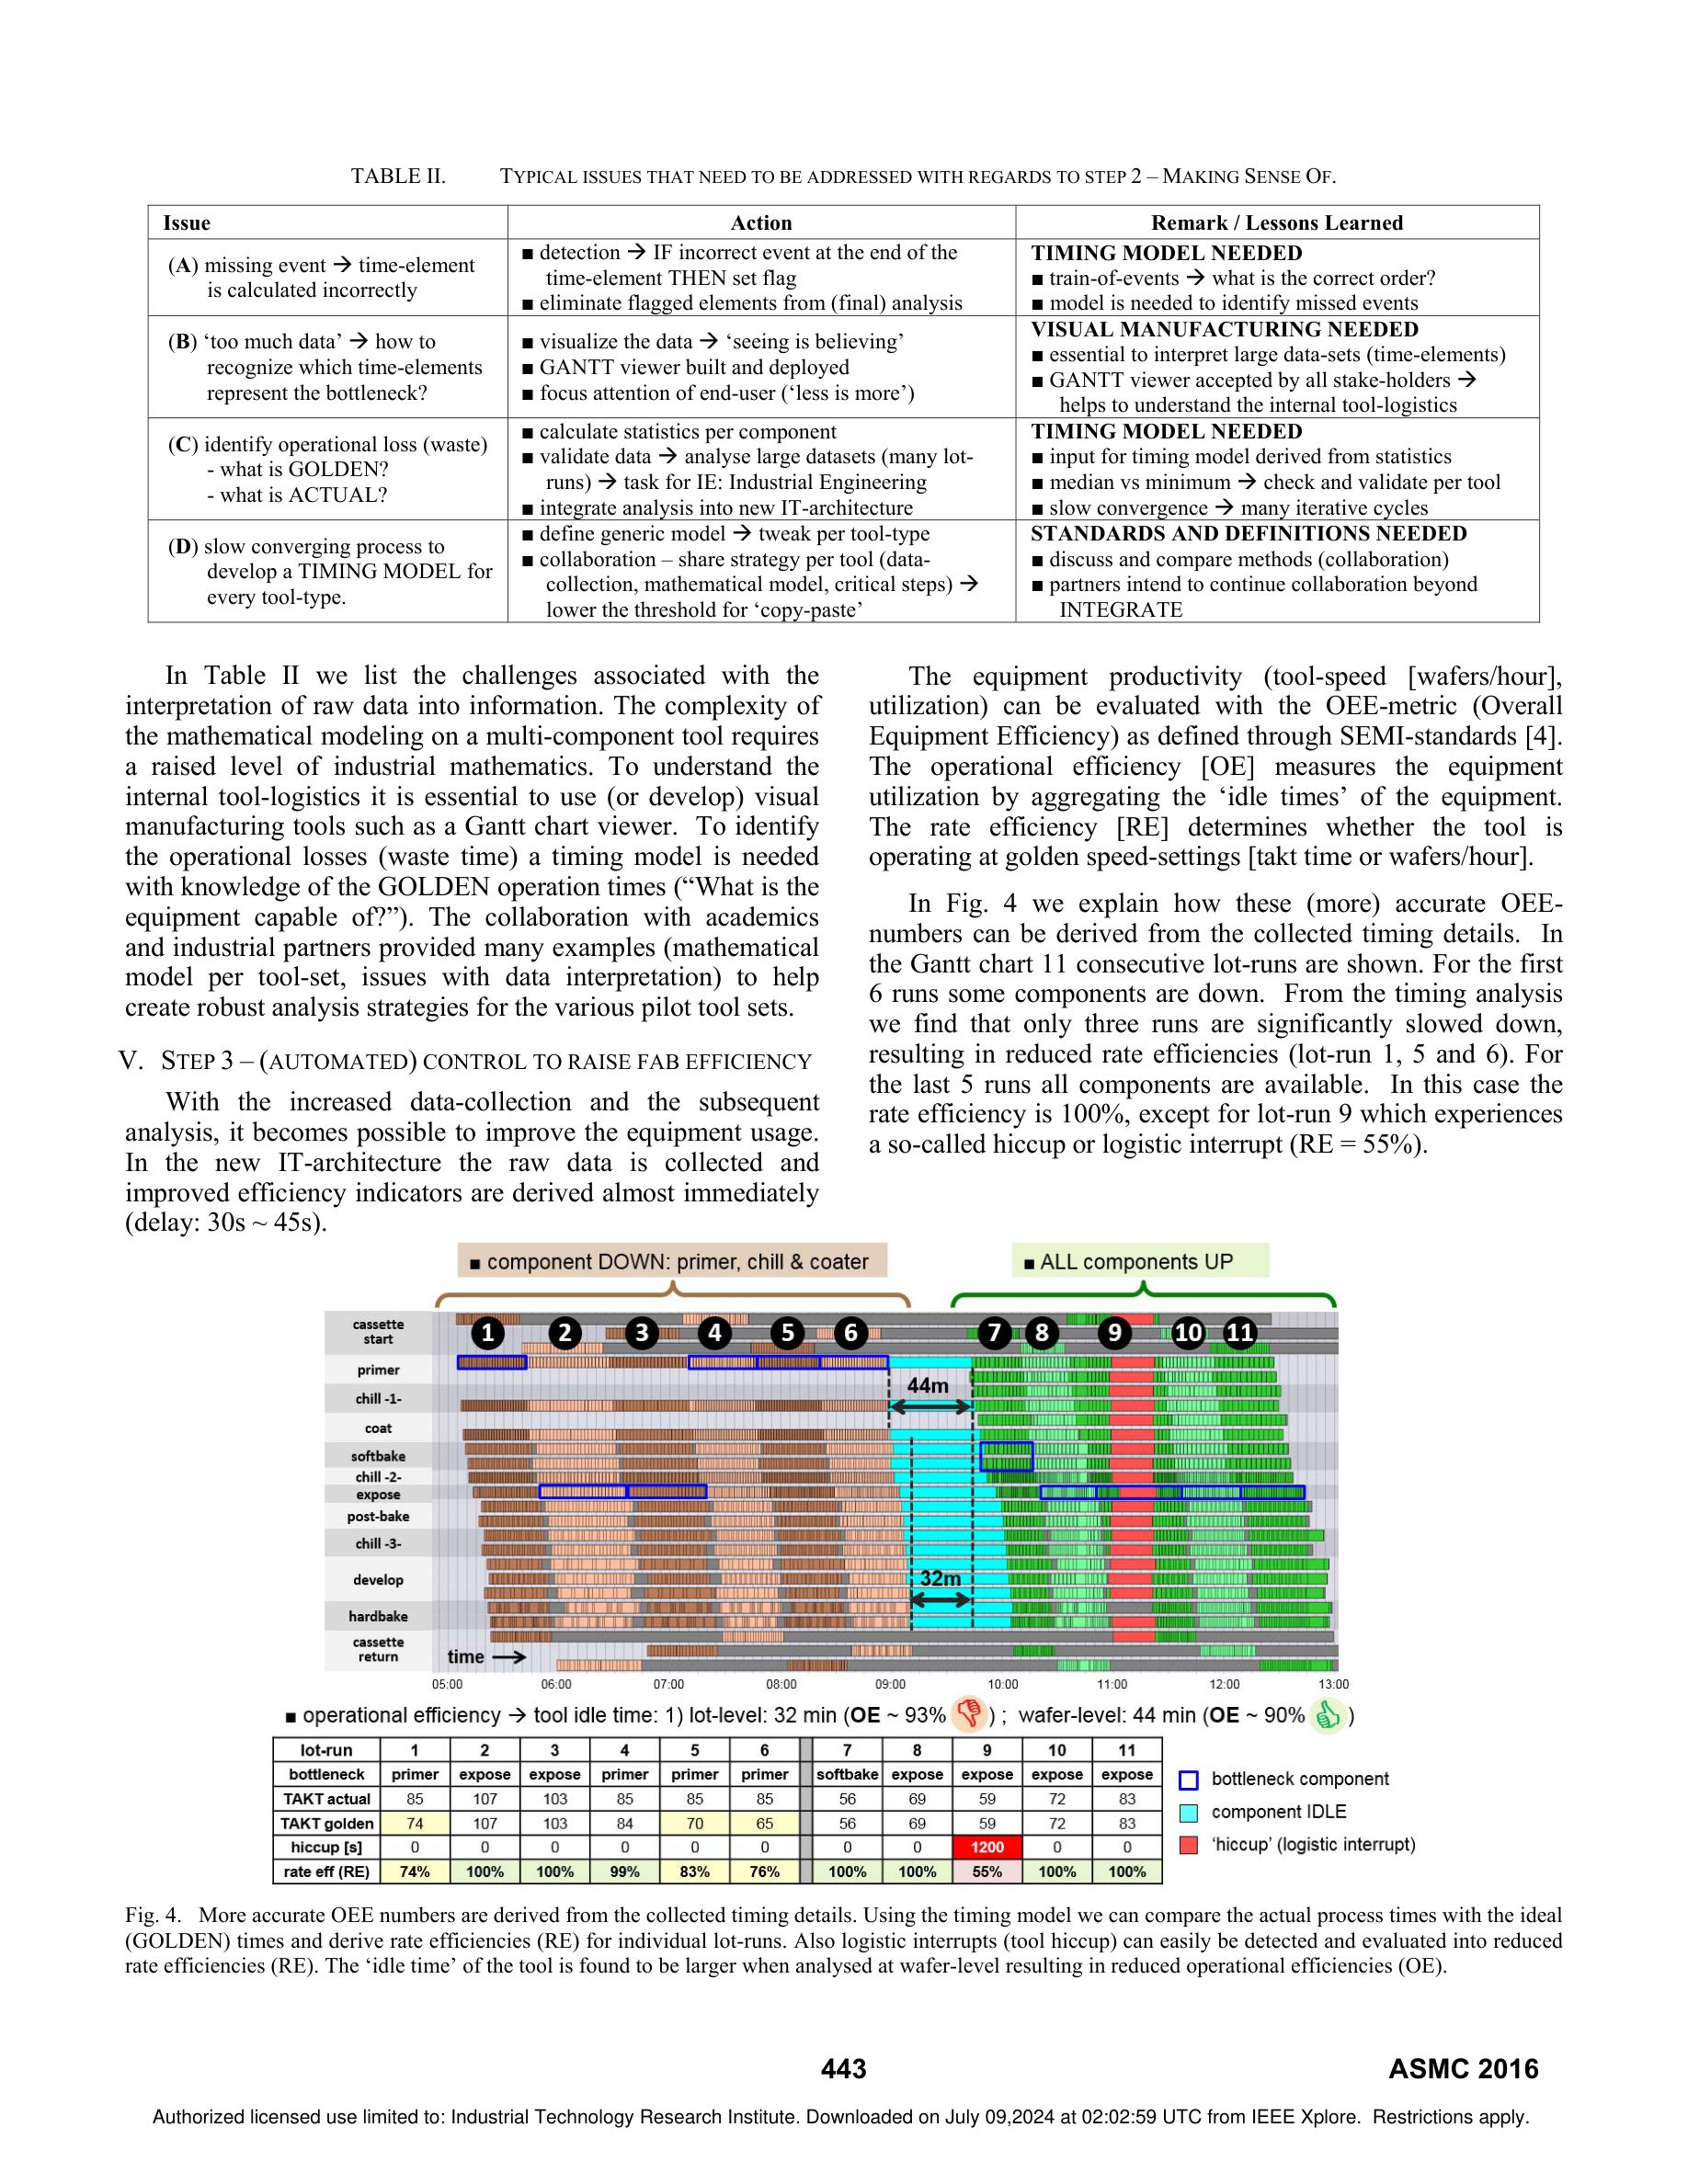 TABLE II. TYPICAL ISSUES THAT NEED TO BE ADDRESSED WITH REGARDS TO STEP 2 – MAKING SENSE OF.
Issue Action Remark / Lessons Learned
(A) missing event → time-element
is calculated incorrectly
■ detection → IF incorrect event at the end of the
time-element THEN set flag
■ eliminate flagged elements from (final) analysis
TIMING MODEL NEEDED
■ train-of-events → what is the correct order?
■ model is needed to identify missed events
(B) ‘too much data’ → how to
recognize which time-elements
represent the bottleneck?
■ visualize the data → ‘seeing is believing’
■ GANTT viewer built and deployed
■ focus attention of end-user (‘less is more’)
VISUAL MANUFACTURING NEEDED
■ essential to interpret large data-sets (time-elements)
■ GANTT viewer accepted by all stake-holders →
helps to understand the internal tool-logistics
(C) identify operational loss (waste)
- what is GOLDEN?
- what is ACTUAL?
■ calculate statistics per component
■ validate data → analyse large datasets (many lot-
runs) → task for IE: Industrial Engineering
■ integrate analysis into new IT-architecture
TIMING MODEL NEEDED
■ input for timing model derived from statistics
■ median vs minimum → check and validate per tool
■ slow convergence → many iterative cycles
(D) slow converging process to
develop a TIMING MODEL for
every tool-type.
■ define generic model → tweak per tool-type
■ collaboration – share strategy per tool (data-
collection, mathematical model, critical steps) →
lower the threshold for ‘copy-paste’
STANDARDS AND DEFINITIONS NEEDED
■ discuss and compare methods (collaboration)
■ partners intend to continue collaboration beyond
INTEGRATE
In Table II we list the challenges associated with the
interpretation of raw data into information. The complexity of
the mathematical modeling on a multi-component tool requires
a raised level of industrial mathematics. To understand the
internal tool-logistics it is essential to use (or develop) visual
manufacturing tools such as a Gantt chart viewer. To identify
the operational losses (waste time) a timing model is needed
with knowledge of the GOLDEN operation times (“What is the
equipment capable of?”). The collaboration with academics
and industrial partners provided many examples (mathematical
model per tool-set, issues with data interpretation) to help
create robust analysis strategies for the various pilot tool sets.
V. STEP 3 – (AUTOMATED) CONTROL TO RAISE FAB EFFICIENCY
With the increased data-collection and the subsequent
analysis, it becomes possible to improve the equipment usage.
In the new IT-architecture the raw data is collected and
improved efficiency indicators are derived almost immediately
(delay: 30s ~ 45s).
The equipment productivity (tool-speed [wafers/hour],
utilization) can be evaluated with the OEE-metric (Overall
Equipment Efficiency) as defined through SEMI-standards [4].
The operational efficiency [OE] measures the equipment
utilization by aggregating the ‘idle times’ of the equipment.
The rate efficiency [RE] determines whether the tool is
operating at golden speed-settings [takt time or wafers/hour].
In Fig. 4 we explain how these (more) accurate OEE-
numbers can be derived from the collected timing details. In
the Gantt chart 11 consecutive lot-runs are shown. For the first
6 runs some components are down. From the timing analysis
we find that only three runs are significantly slowed down,
resulting in reduced rate efficiencies (lot-run 1, 5 and 6). For
the last 5 runs all components are available. In this case the
rate efficiency is 100%, except for lot-run 9 which experiences
a so-called hiccup or logistic interrupt (RE = 55%).
■ component DOWN: primer, chill & coater
■ ALL components UP
cassette
start
1 2 3 4 5 6 7 8 9 10 11
primer
44m
chill -1-
coat
softbake
chill -2-
expose
post-bake
chill -3-
develop
32m
hardbake
cassette
return
time →
05:00 06:00 07:00 08:00 09:00 10:00 11:00 12:00 13:00
■ operational efficiency → tool idle time: 1) lot-level: 32 min (OE ~ 93% ) ; wafer-level: 44 min (OE ~ 90% )
lot-run 1 2 3 4 5 6 7 8 9 10 11
bottleneck primer expose expose primer primer primer softbake expose expose expose expose
TAKT actual 85 107 103 85 85 85 56 69 59 72 83
TAKT golden 74 107 103 84 70 65 56 69 59 72 83
hiccup [s] 0 0 0 0 0 0 0 0 1200 0 0
rate eff (RE) 74% 100% 100% 99% 83% 76% 100% 100% 55% 100% 100%
bottleneck component
component IDLE
‘hiccup’ (logistic interrupt)
Fig. 4. More accurate OEE numbers are derived from the collected timing details. Using the timing model we can compare the actual process times with the ideal
(GOLDEN) times and derive rate efficiencies (RE) for individual lot-runs. Also logistic interrupts (tool hiccup) can easily be detected and evaluated into reduced
rate efficiencies (RE). The ‘idle time’ of the tool is found to be larger when analysed at wafer-level resulting in reduced operational efficiencies (OE).
443
ASMC 2016
Authorized licensed use limited to: Industrial Technology Research Institute. Downloaded on July 09,2024 at 02:02:59 UTC from IEEE Xplore. Restrictions apply.